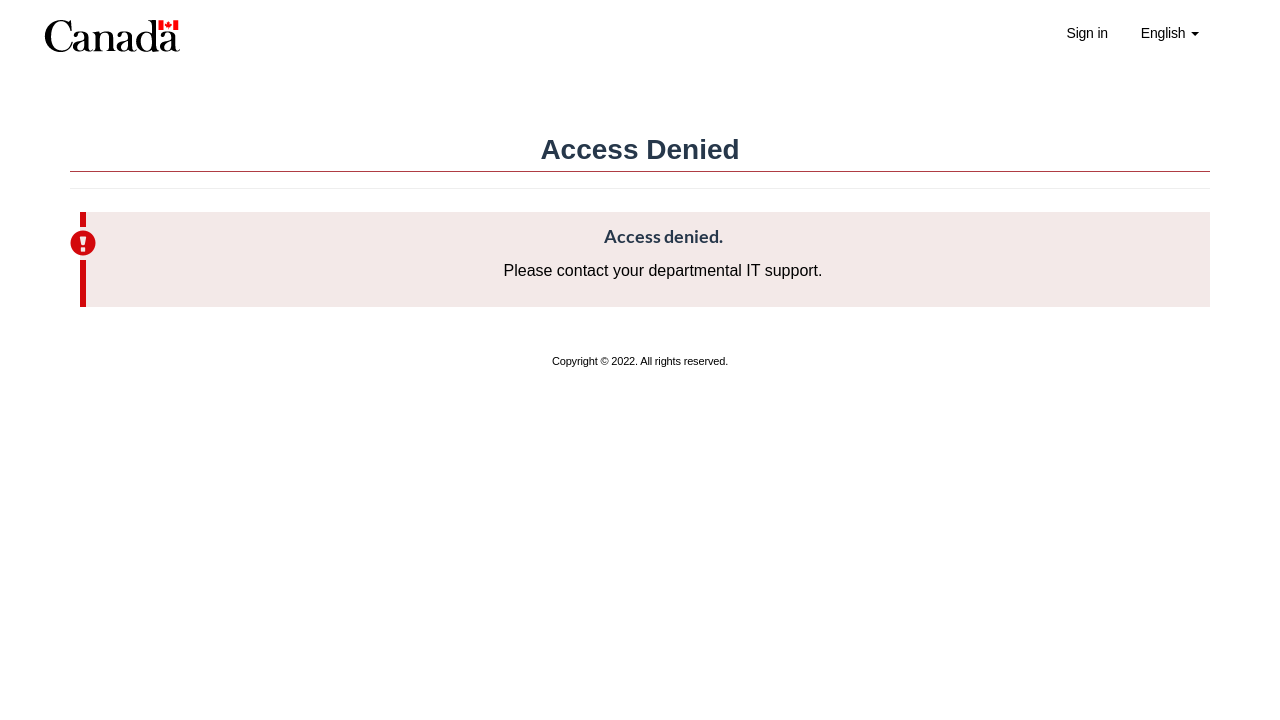 Canada
Sign in
English
Access Denied
Access denied.
Please contact your departmental IT support.
Copyright © 2022. All rights reserved.